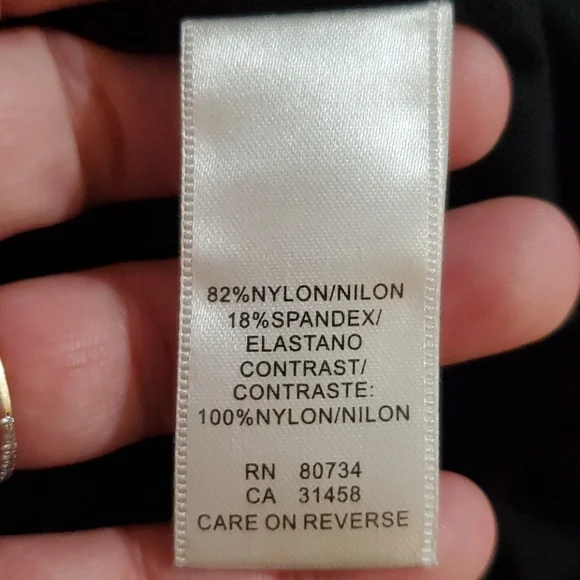 82%NYLON/NILON
18%SPANDEX/
ELASTANO
CONTRAST/
CONTRASTE:
100%NYLON/NILON
RN 80734
CA 31458
CARE ON REVERSE